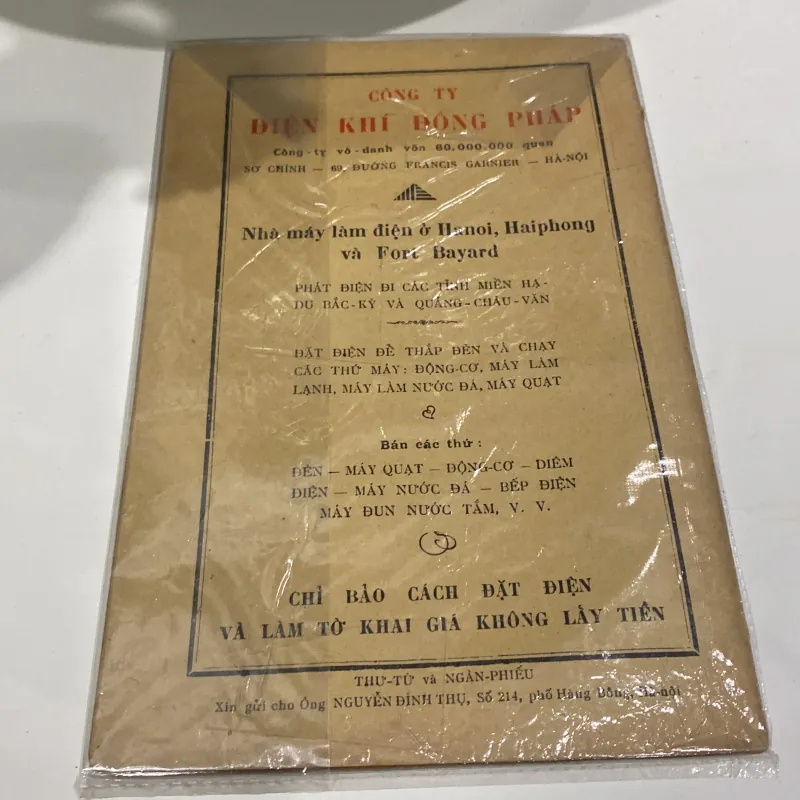 CÔNG TY
ĐIỆN KHÍ ĐÔNG PHÁP
Công-ty vô-danh vốn 60.000.000 quan
SỞ CHÍNH — 69, ĐƯỜNG FRANCIS GARNIER — HÀ-NỘI
Nhà máy làm điện ở Hanoi, Haiphong
và Fort Bayard
PHÁT ĐIỆN ĐI CÁC TỈNH MIỀN HẠ-
DU BẮC-KỲ VÀ QUẢNG-CHÂU-VĂN
ĐẶT ĐIỆN ĐỂ THẮP ĐÈN VÀ CHẠY
CÁC THỨ MÁY: ĐỘNG-CƠ, MÁY LÀM
LẠNH, MÁY LÀM NƯỚC ĐÁ, MÁY QUẠT
Bán các thứ :
ĐÈN — MÁY QUẠT — ĐỘNG-CƠ — DIÊM
ĐIỆN — MÁY NƯỚC ĐÁ — BẾP ĐIỆN
MÁY ĐUN NƯỚC TẮM, V. V.
CHỈ BẢO CÁCH ĐẶT ĐIỆN
VÀ LÀM TỜ KHAI GIÁ KHÔNG LẤY TIỀN
THƯ-TỪ và NGÂN-PHIẾU
Xin gửi cho Ông NGUYỄN ĐÌNH THỤ, Số 214, phố Hàng Bông, Hà-nội